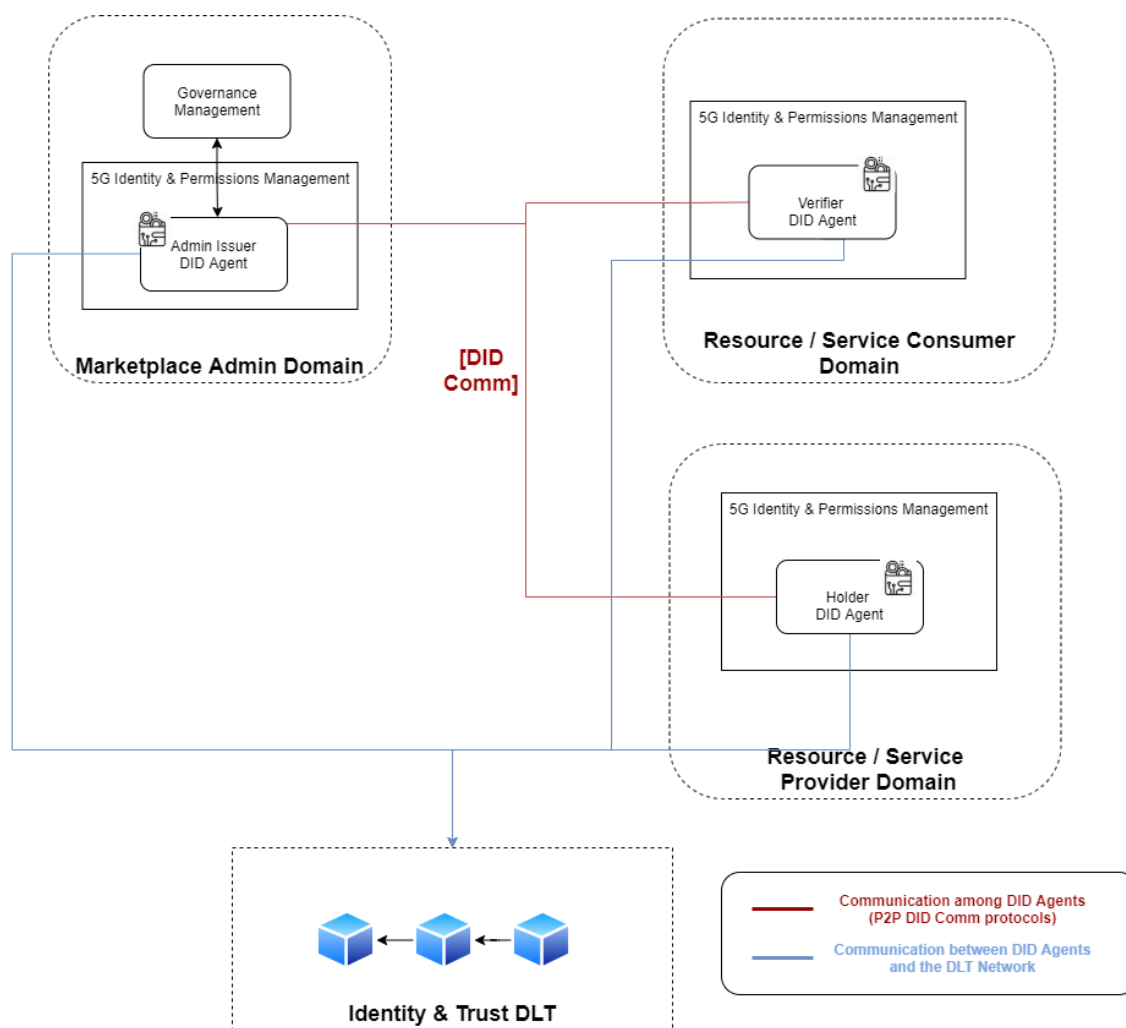 Governance
Management
5G Identity & Permissions Management
Admin Issuer
DID Agent
Marketplace Admin Domain
5G Identity & Permissions Management
Verifier
DID Agent
Resource / Service Consumer
Domain
[DID
Comm]
5G Identity & Permissions Management
Holder
DID Agent
Resource / Service
Provider Domain
Identity & Trust DLT
Communication among DID Agents
(P2P DID Comm protocols)
Communication between DID Agents
and the DLT Network